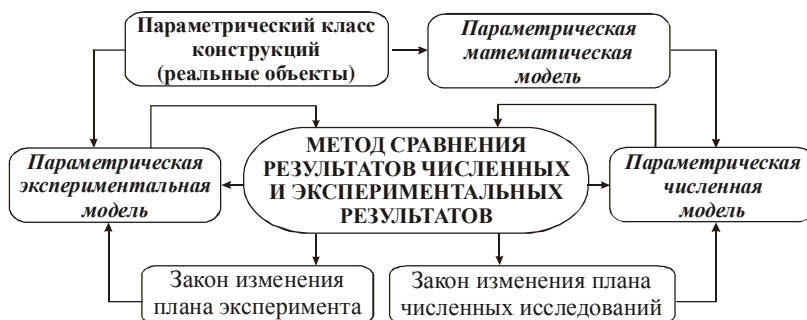 Параметрический класс
конструкций
(реальные объекты)
Параметрическая
математическая
модель
Параметрическая
экспериментальная
модель
МЕТОД СРАВНЕНИЯ
РЕЗУЛЬТАТОВ ЧИСЛЕННЫХ
И ЭКСПЕРИМЕНТАЛЬНЫХ
РЕЗУЛЬТАТОВ
Параметрическая
численная
модель
Закон изменения
плана эксперимента
Закон изменения плана
численных исследований